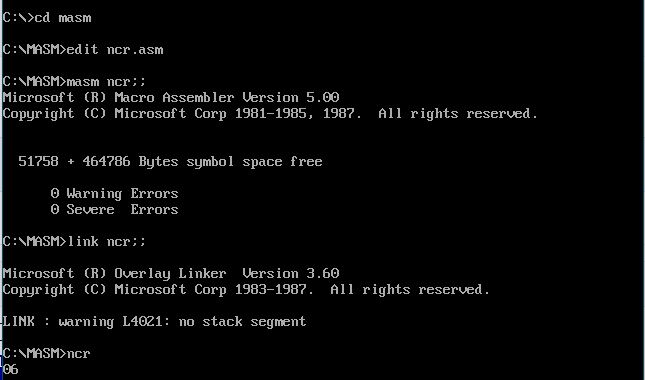 C:\>cd masm
C:\MASM>edit ncr.asm
C:\MASM>masm ncr;;
Microsoft (R) Macro Assembler Version 5.00
Copyright (C) Microsoft Corp 1981-1985, 1987.  All rights reserved.
51758 + 464786 Bytes symbol space free
0 Warning Errors
0 Severe  Errors
C:\MASM>link ncr;;
Microsoft (R) Overlay Linker  Version 3.60
Copyright (C) Microsoft Corp 1983-1987.  All rights reserved.
LINK : warning L4021: no stack segment
C:\MASM>ncr
06